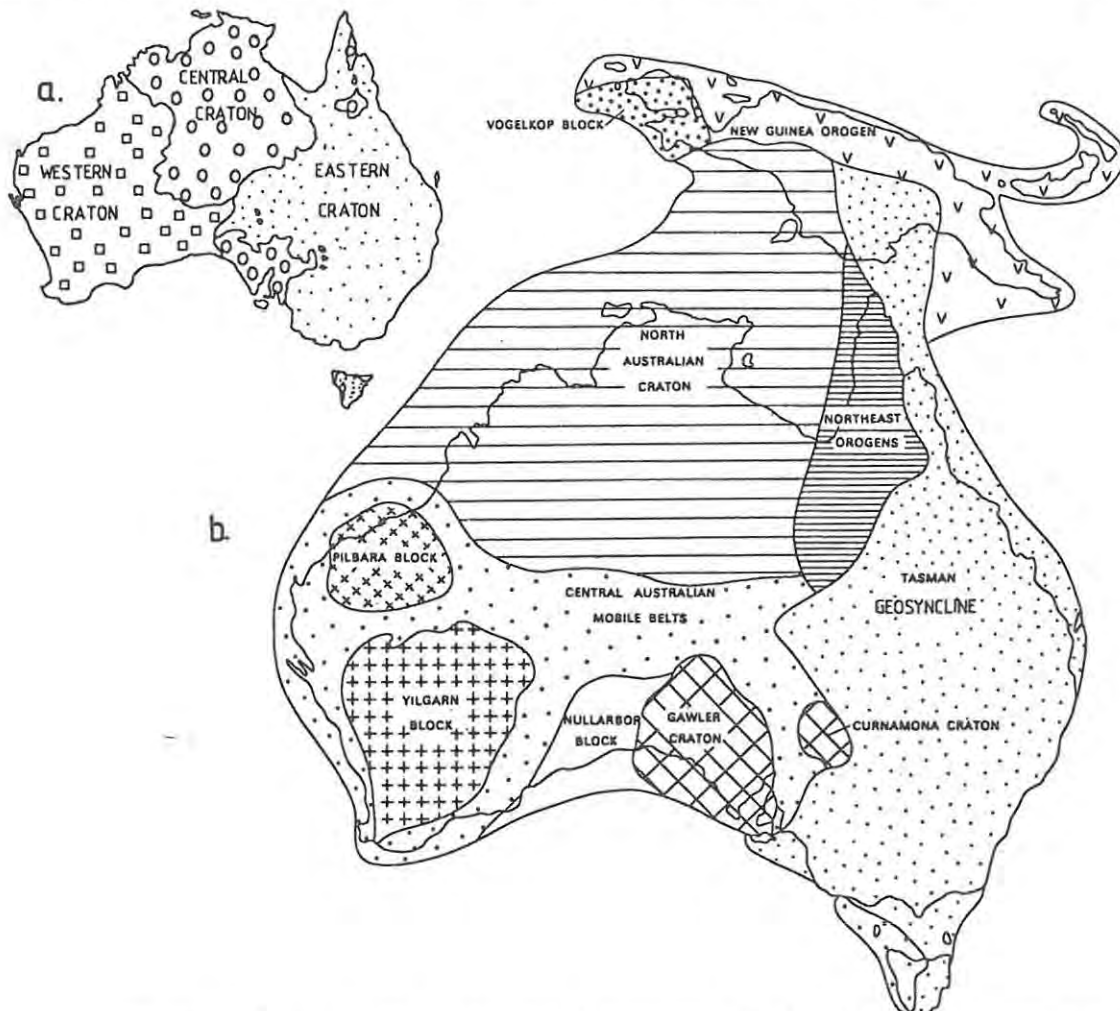 a.
CENTRAL
CRATON
WESTERN
CRATON
EASTERN
CRATON
b.
VOGELKOP BLOCK
NEW GUINEA OROGEN
NORTH
AUSTRALIAN
CRATON
NORTHEAST
OROGENS
PILBARA BLOCK
CENTRAL AUSTRALIAN
MOBILE BELTS
TASMAN
GEOSYNCLINE
YILGARN
BLOCK
NULLARBOR
BLOCK
GAWLER
CRATON
CURNAMONA CRATON